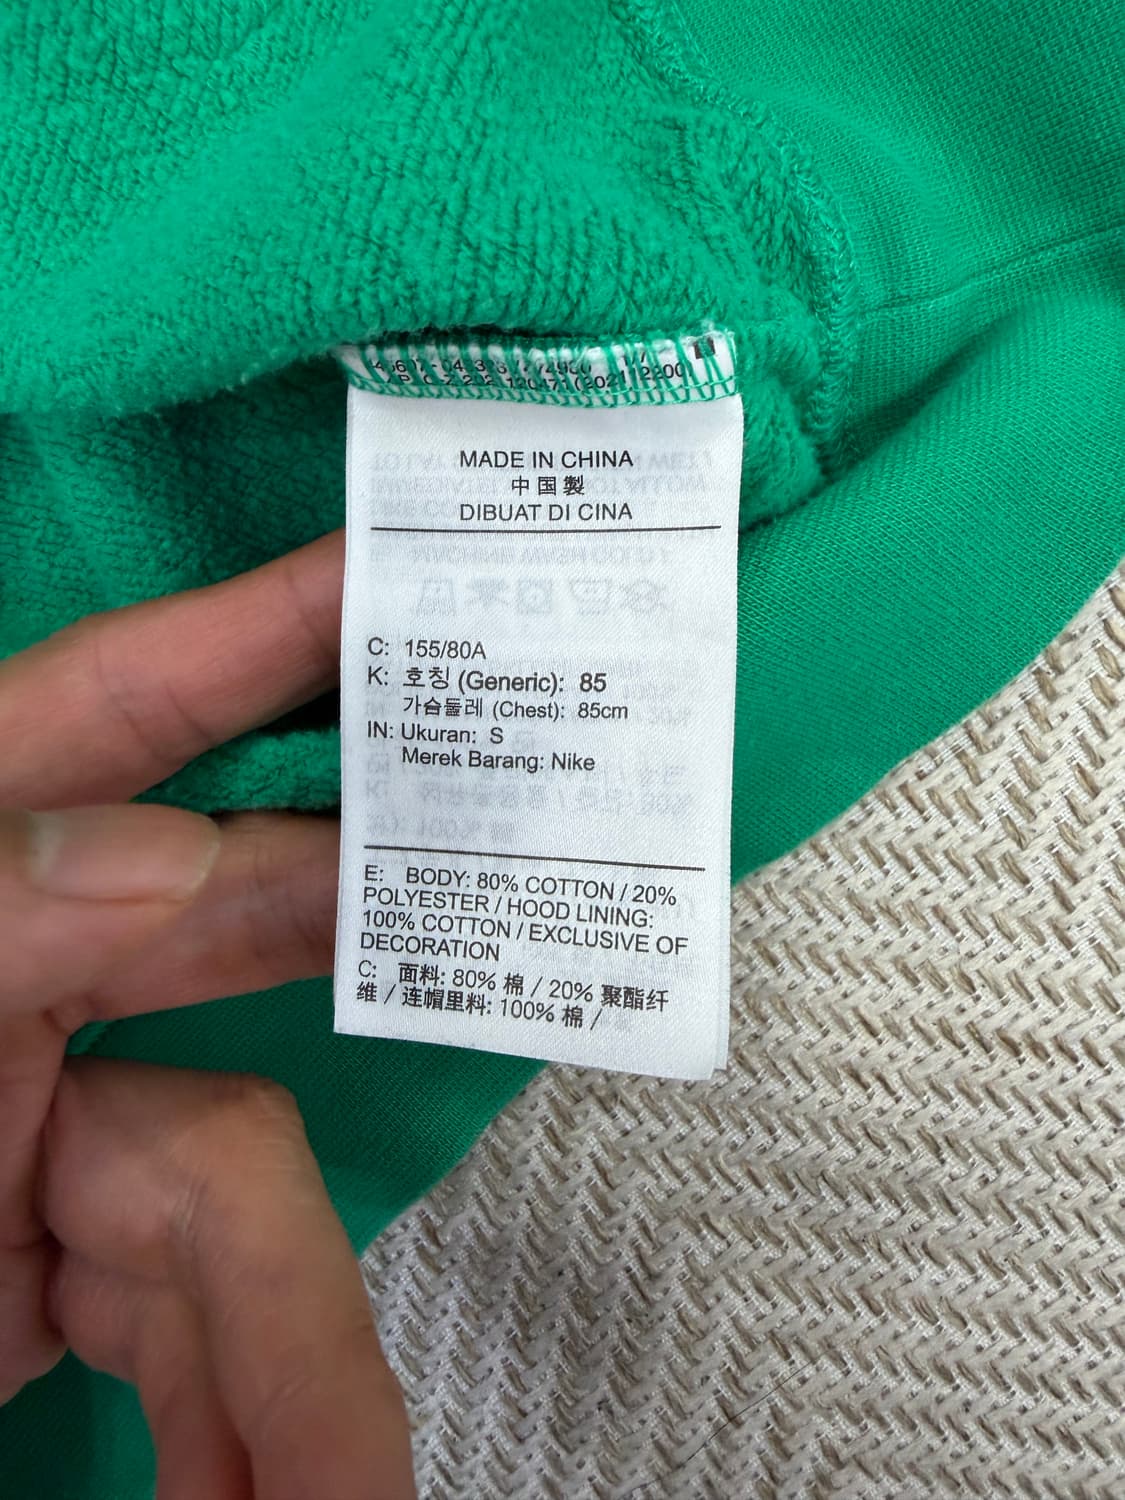 MADE IN CHINA
中国製
DIBUAT DI CINA
C: 155/80A
K: 호칭 (Generic): 85
가슴둘레 (Chest): 85cm
IN: Ukuran: S
Merek Barang: Nike
E: BODY: 80% COTTON / 20%
POLYESTER / HOOD LINING:
100% COTTON / EXCLUSIVE OF
DECORATION
C: 面料: 80% 棉 / 20% 聚酯纤
维 / 连帽里料: 100% 棉 /